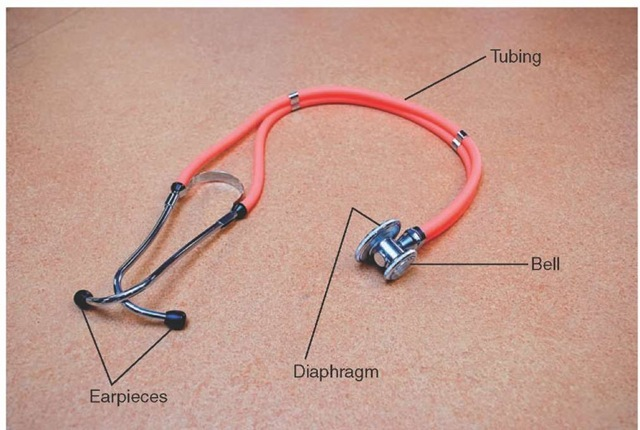 Tubing
Bell
Diaphragm
Earpieces